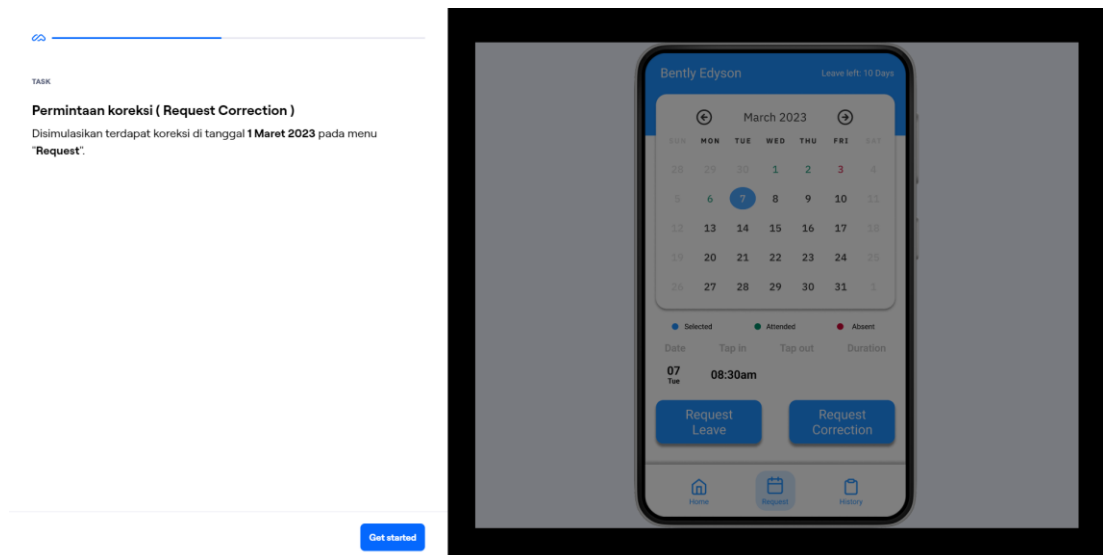 TASK
Permintaan koreksi ( Request Correction )
Disimulasikan terdapat koreksi di tanggal 1 Maret 2023 pada menu
"Request".
Get started
Bently Edyson Leave left: 10 Days
March 2023
SUN MON TUE WED THU FRI SAT
28 29 30 1 2 3 4
5 6 7 8 9 10 11
12 13 14 15 16 17 18
19 20 21 22 23 24 25
26 27 28 29 30 31 1
Selected Attended Absent
Date Tap in Tap out Duration
07 08:30am
Tue
Request Request
Leave Correction
Home Request History